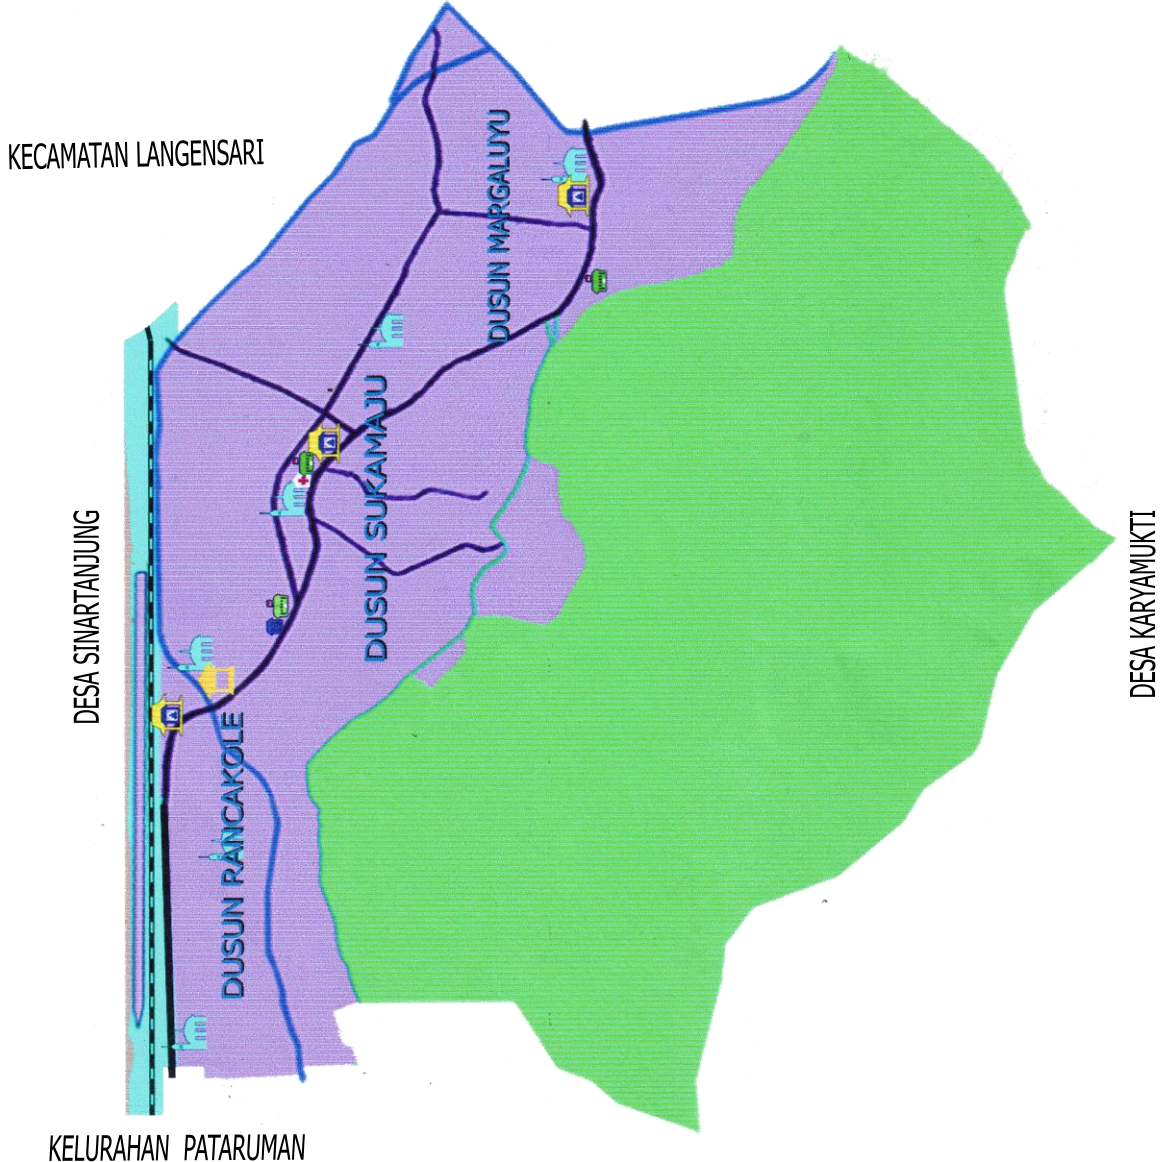 KECAMATAN LANGENSARI
DUSUN MARGALUYU
DUSUN SUKAMAJU
DESA SINARTANJUNG
DESA KARYAMUKTI
DUSUN RANCAKOLE
KELURAHAN PATARUMAN